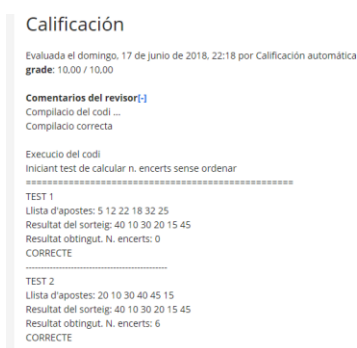 Calificación
Evaluada el domingo, 17 de junio de 2018, 22:18 por Calificación automática
grade: 10,00 / 10,00
Comentarios del revisor[-]
Compilacio del codi ...
Compilacio correcta
Execucio del codi
Iniciant test de calcular n. encerts sense ordenar
==================================================
TEST 1
Llista d'apostes: 5 12 22 18 32 25
Resultat del sorteig: 40 10 30 20 15 45
Resultat obtingut. N. encerts: 0
CORRECTE
-----------------------------------------------
TEST 2
Llista d'apostes: 20 10 30 40 45 15
Resultat del sorteig: 40 10 30 20 15 45
Resultat obtingut. N. encerts: 6
CORRECTE